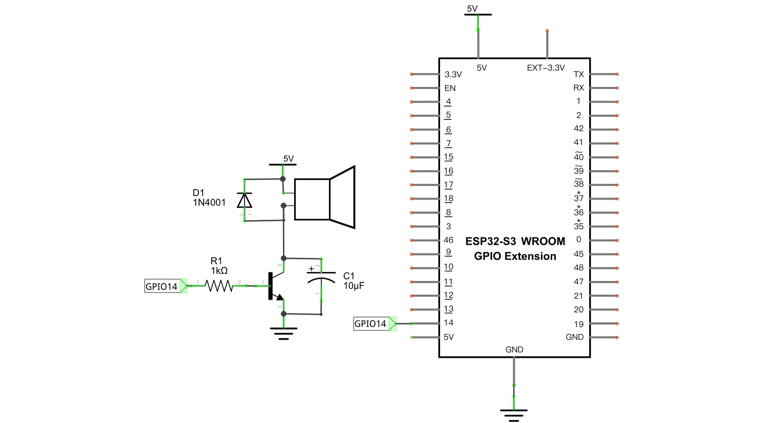 5V
5V
EXT-3.3V
3.3V
EN
4
5
6
7
15
16
17
18
8
3
46
9
10
11
12
13
14
5V
TX
RX
1
2
42
41
40
39
38
37
36
35
0
45
48
47
21
20
19
GND
ESP32-S3 WROOM
GPIO Extension
GND
5V
D1
1N4001
R1
1kΩ
GPIO14
C1
10µF
GPIO14